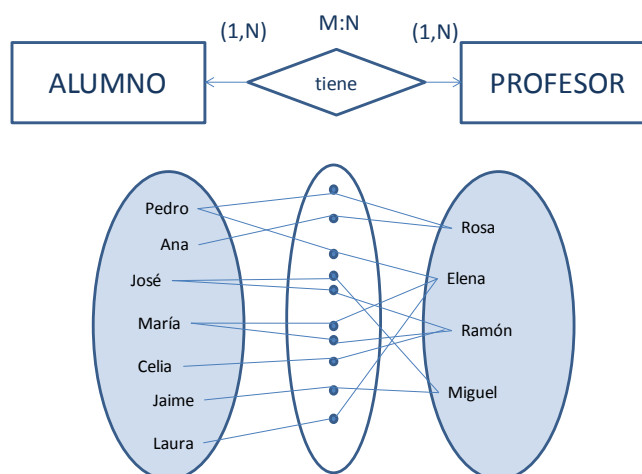 M:N
(1,N)
(1,N)
ALUMNO
tiene
PROFESOR
Pedro
Ana
José
María
Celia
Jaime
Laura
Rosa
Elena
Ramón
Miguel